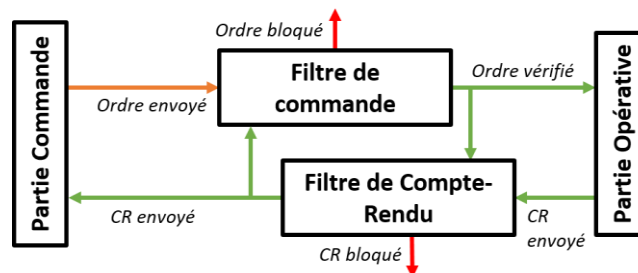 Partie Commande
Ordre bloqué
Filtre de
commande
Ordre envoyé
Ordre vérifié
Filtre de Compte-
Rendu
CR envoyé
CR bloqué
CR
envoyé
Partie Opérative